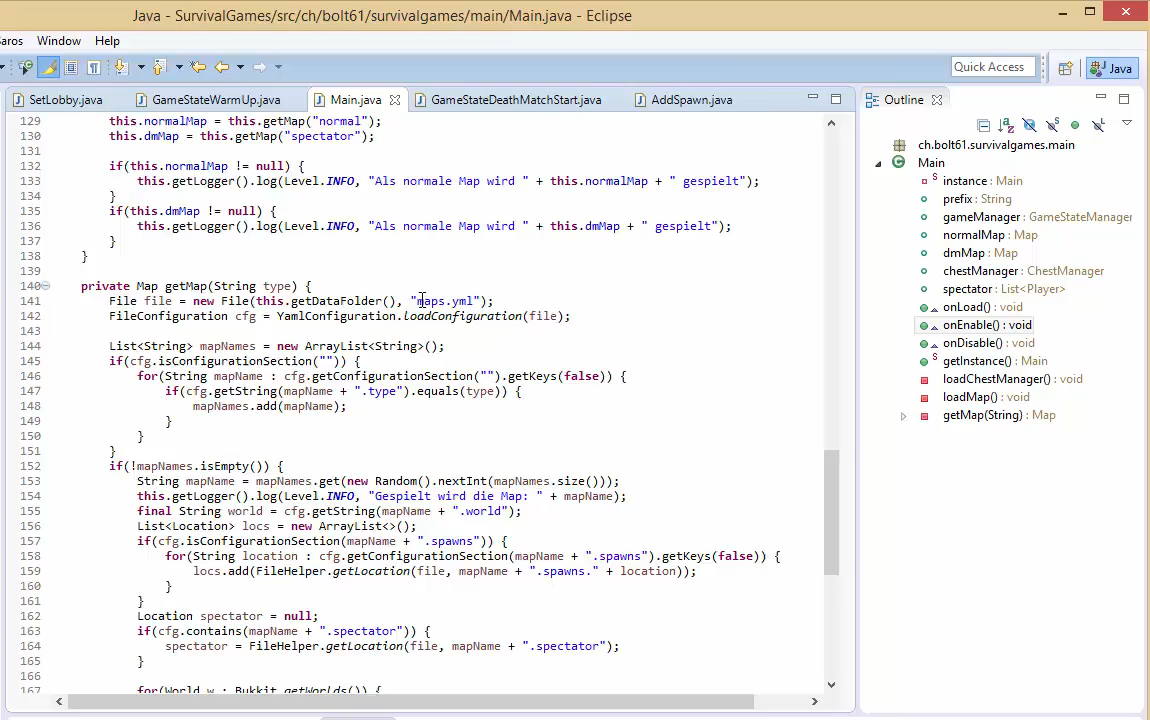 Java - SurvivalGames/src/ch/bolt61/survivalgames/main/Main.java - Eclipse
aros Window Help
Quick Access
Java
SetLobby.java GameStateWarmUp.java Main.java GameStateDeathMatchStart.java AddSpawn.java
129 this.normalMap = this.getMap("normal");
130 this.dmMap = this.getMap("spectator");
131
132 if(this.normalMap != null) {
133 this.getLogger().log(Level.INFO, "Als normale Map wird " + this.normalMap + " gespielt");
134 }
135 if(this.dmMap != null) {
136 this.getLogger().log(Level.INFO, "Als normale Map wird " + this.dmMap + " gespielt");
137 }
138 }
139
140 private Map getMap(String type) {
141 File file = new File(this.getDataFolder(), "maps.yml");
142 FileConfiguration cfg = YamlConfiguration.loadConfiguration(file);
143
144 List<String> mapNames = new ArrayList<String>();
145 if(cfg.isConfigurationSection("")) {
146 for(String mapName : cfg.getConfigurationSection("").getKeys(false)) {
147 if(cfg.getString(mapName + ".type").equals(type)) {
148 mapNames.add(mapName);
149 }
150 }
151 }
152 if(!mapNames.isEmpty()) {
153 String mapName = mapNames.get(new Random().nextInt(mapNames.size()));
154 this.getLogger().log(Level.INFO, "Gespielt wird die Map: " + mapName);
155 final String world = cfg.getString(mapName + ".world");
156 List<Location> locs = new ArrayList<>();
157 if(cfg.isConfigurationSection(mapName + ".spawns")) {
158 for(String location : cfg.getConfigurationSection(mapName + ".spawns").getKeys(false)) {
159 locs.add(FileHelper.getLocation(file, mapName + ".spawns." + location));
160 }
161 }
162 Location spectator = null;
163 if(cfg.contains(mapName + ".spectator")) {
164 spectator = FileHelper.getLocation(file, mapName + ".spectator");
165 }
166
167 for(World w : Bukkit.getWorlds()) {
Outline
ch.bolt61.survivalgames.main
Main
instance : Main
prefix : String
gameManager : GameStateManager
normalMap : Map
dmMap : Map
chestManager : ChestManager
spectator : List<Player>
onLoad() : void
onEnable() : void
onDisable() : void
getInstance() : Main
loadChestManager() : void
loadMap() : void
getMap(String) : Map